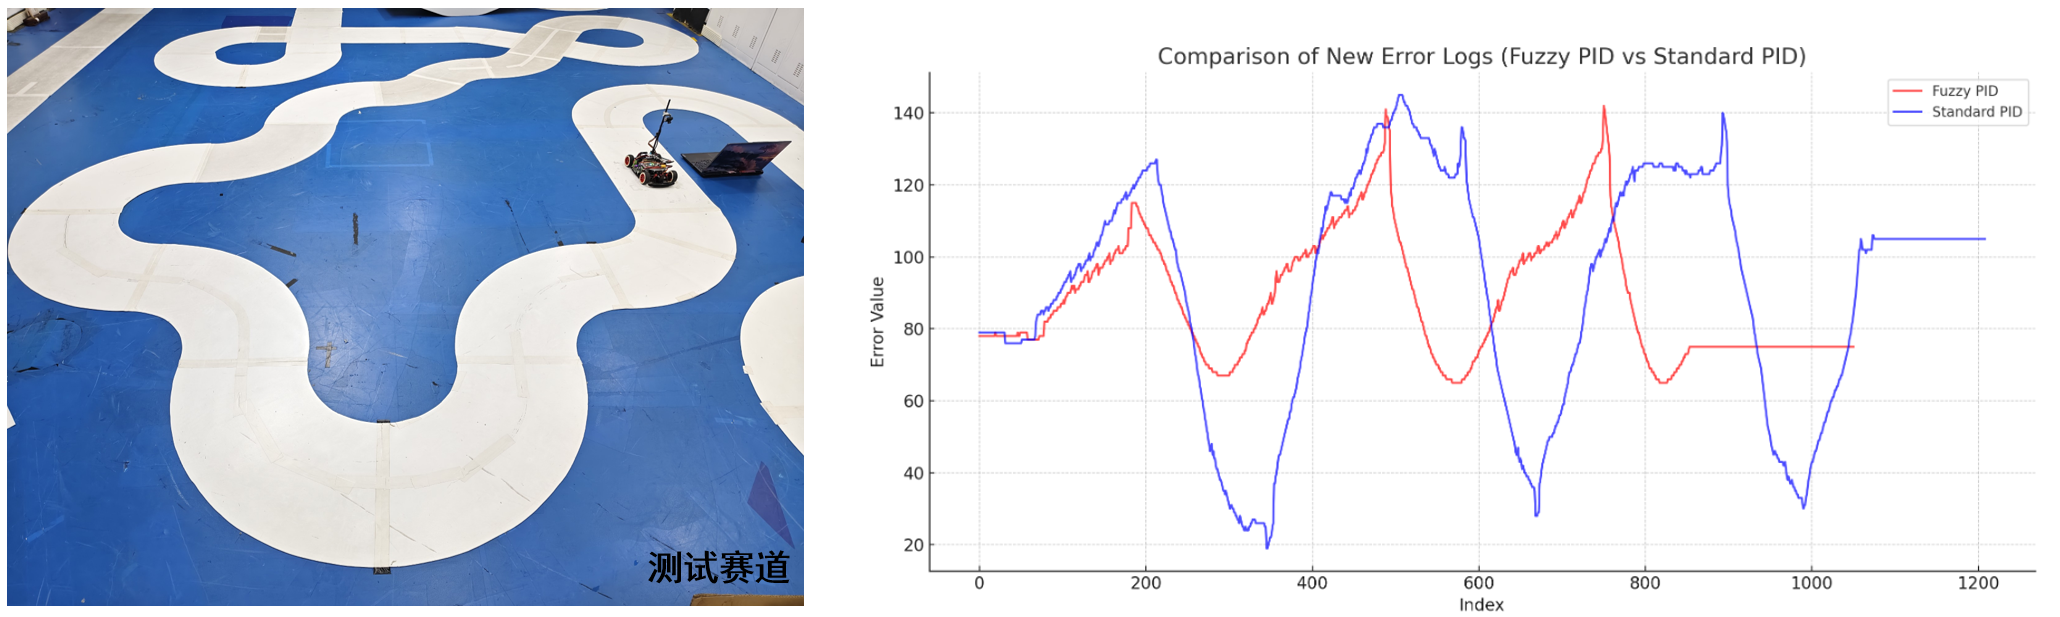 测试赛道
Comparison of New Error Logs (Fuzzy PID vs Standard PID)
Fuzzy PID
Standard PID
Error Value
140
120
100
80
60
40
20
0 200 400 600 800 1000 1200
Index